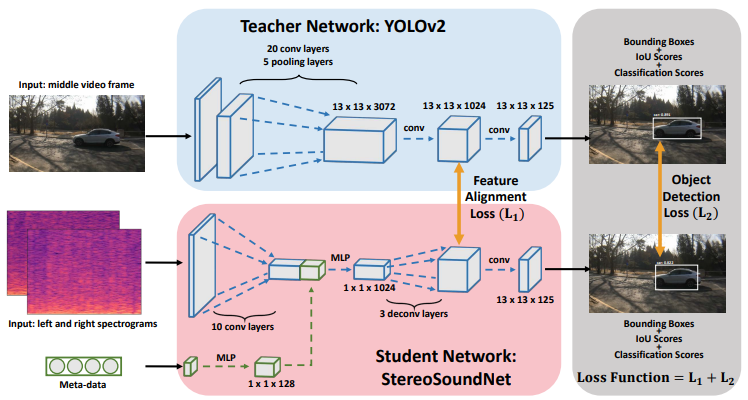 Teacher Network: YOLOv2
20 conv layers
5 pooling layers
Input: middle video frame
13 x 13 x 3072
conv
13 x 13 x 1024
conv
13 x 13 x 125
Bounding Boxes
+
IoU Scores
+
Classification Scores
Feature
Alignment
Loss (L₁)
Object
Detection
Loss (L₂)
Input: left and right spectrograms
10 conv layers
MLP
1 x 1 x 1024
3 deconv layers
conv
13 x 13 x 125
Meta-data
MLP
1 x 1 x 128
Student Network:
StereoSoundNet
Bounding Boxes
+
IoU Scores
+
Classification Scores
Loss Function = L₁ + L₂